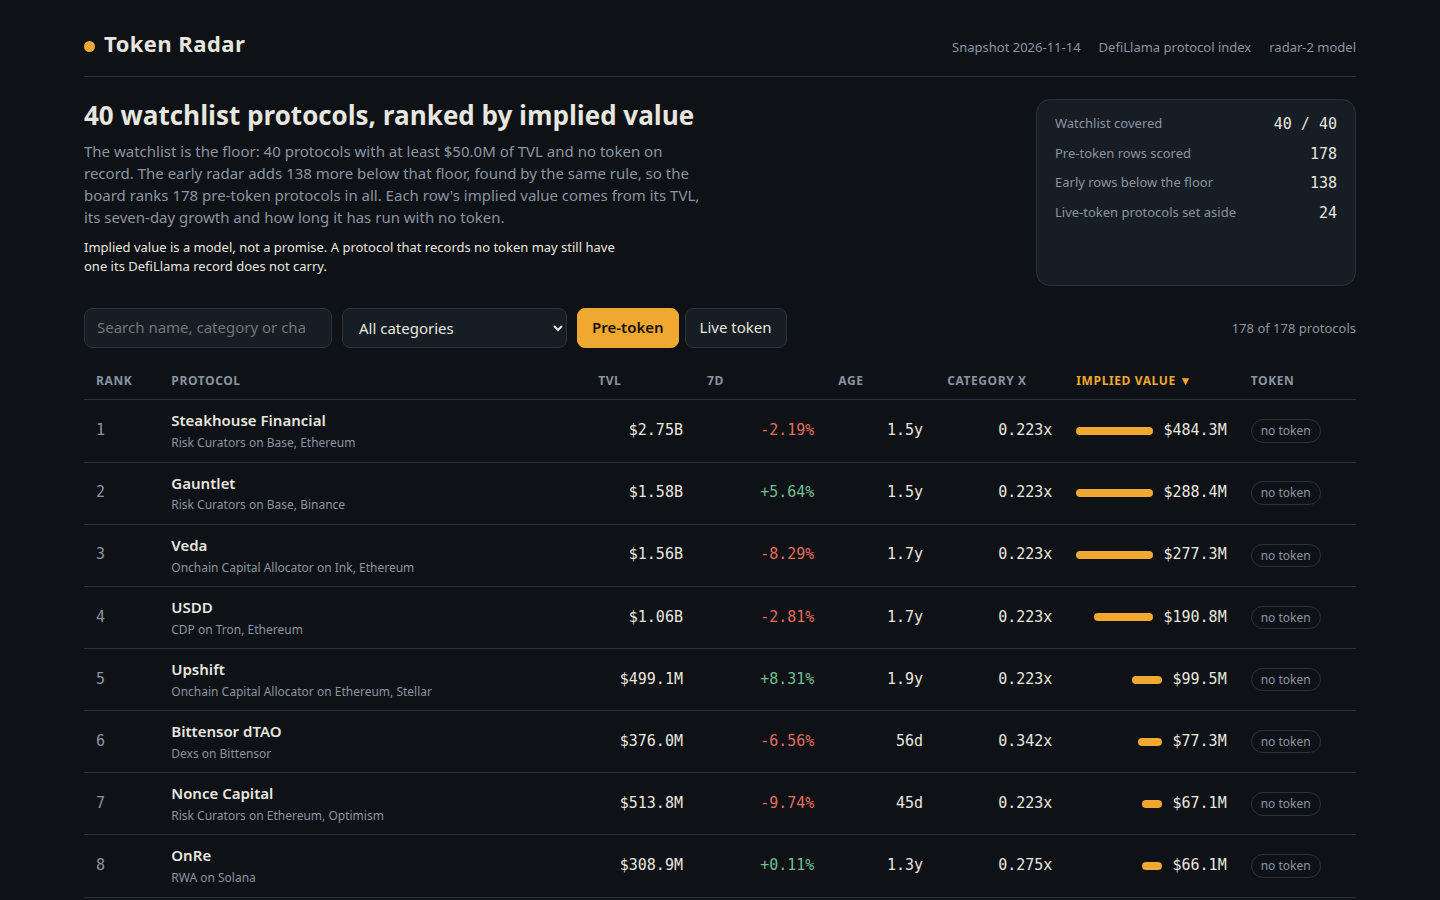 Token Radar
Snapshot 2026-11-14 DefiLlama protocol index radar-2 model
40 watchlist protocols, ranked by implied value
The watchlist is the floor: 40 protocols with at least $50.0M of TVL and no token on
record. The early radar adds 138 more below that floor, found by the same rule, so the
board ranks 178 pre-token protocols in all. Each row's implied value comes from its TVL,
its seven-day growth and how long it has run with no token.
Implied value is a model, not a promise. A protocol that records no token may still have
one its DefiLlama record does not carry.
Watchlist covered 40 / 40
Pre-token rows scored 178
Early rows below the floor 138
Live-token protocols set aside 24
Search name, category or cha
All categories
Pre-token
Live token
178 of 178 protocols
RANK PROTOCOL TVL 7D AGE CATEGORY X IMPLIED VALUE ▼ TOKEN
1 Steakhouse Financial $2.75B -2.19% 1.5y 0.223x $484.3M no token
Risk Curators on Base, Ethereum
2 Gauntlet $1.58B +5.64% 1.5y 0.223x $288.4M no token
Risk Curators on Base, Binance
3 Veda $1.56B -8.29% 1.7y 0.223x $277.3M no token
Onchain Capital Allocator on Ink, Ethereum
4 USDD $1.06B -2.81% 1.7y 0.223x $190.8M no token
CDP on Tron, Ethereum
5 Upshift $499.1M +8.31% 1.9y 0.223x $99.5M no token
Onchain Capital Allocator on Ethereum, Stellar
6 Bittensor dTAO $376.0M -6.56% 56d 0.342x $77.3M no token
Dexs on Bittensor
7 Nonce Capital $513.8M -9.74% 45d 0.223x $67.1M no token
Risk Curators on Ethereum, Optimism
8 OnRe $308.9M +0.11% 1.3y 0.275x $66.1M no token
RWA on Solana